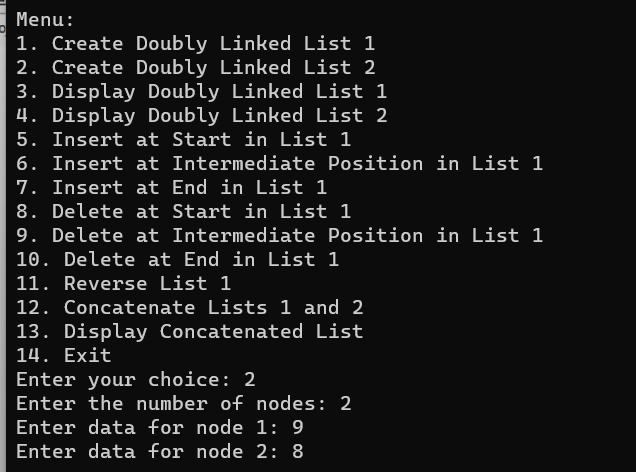 Menu:
1. Create Doubly Linked List 1
2. Create Doubly Linked List 2
3. Display Doubly Linked List 1
4. Display Doubly Linked List 2
5. Insert at Start in List 1
6. Insert at Intermediate Position in List 1
7. Insert at End in List 1
8. Delete at Start in List 1
9. Delete at Intermediate Position in List 1
10. Delete at End in List 1
11. Reverse List 1
12. Concatenate Lists 1 and 2
13. Display Concatenated List
14. Exit
Enter your choice: 2
Enter the number of nodes: 2
Enter data for node 1: 9
Enter data for node 2: 8